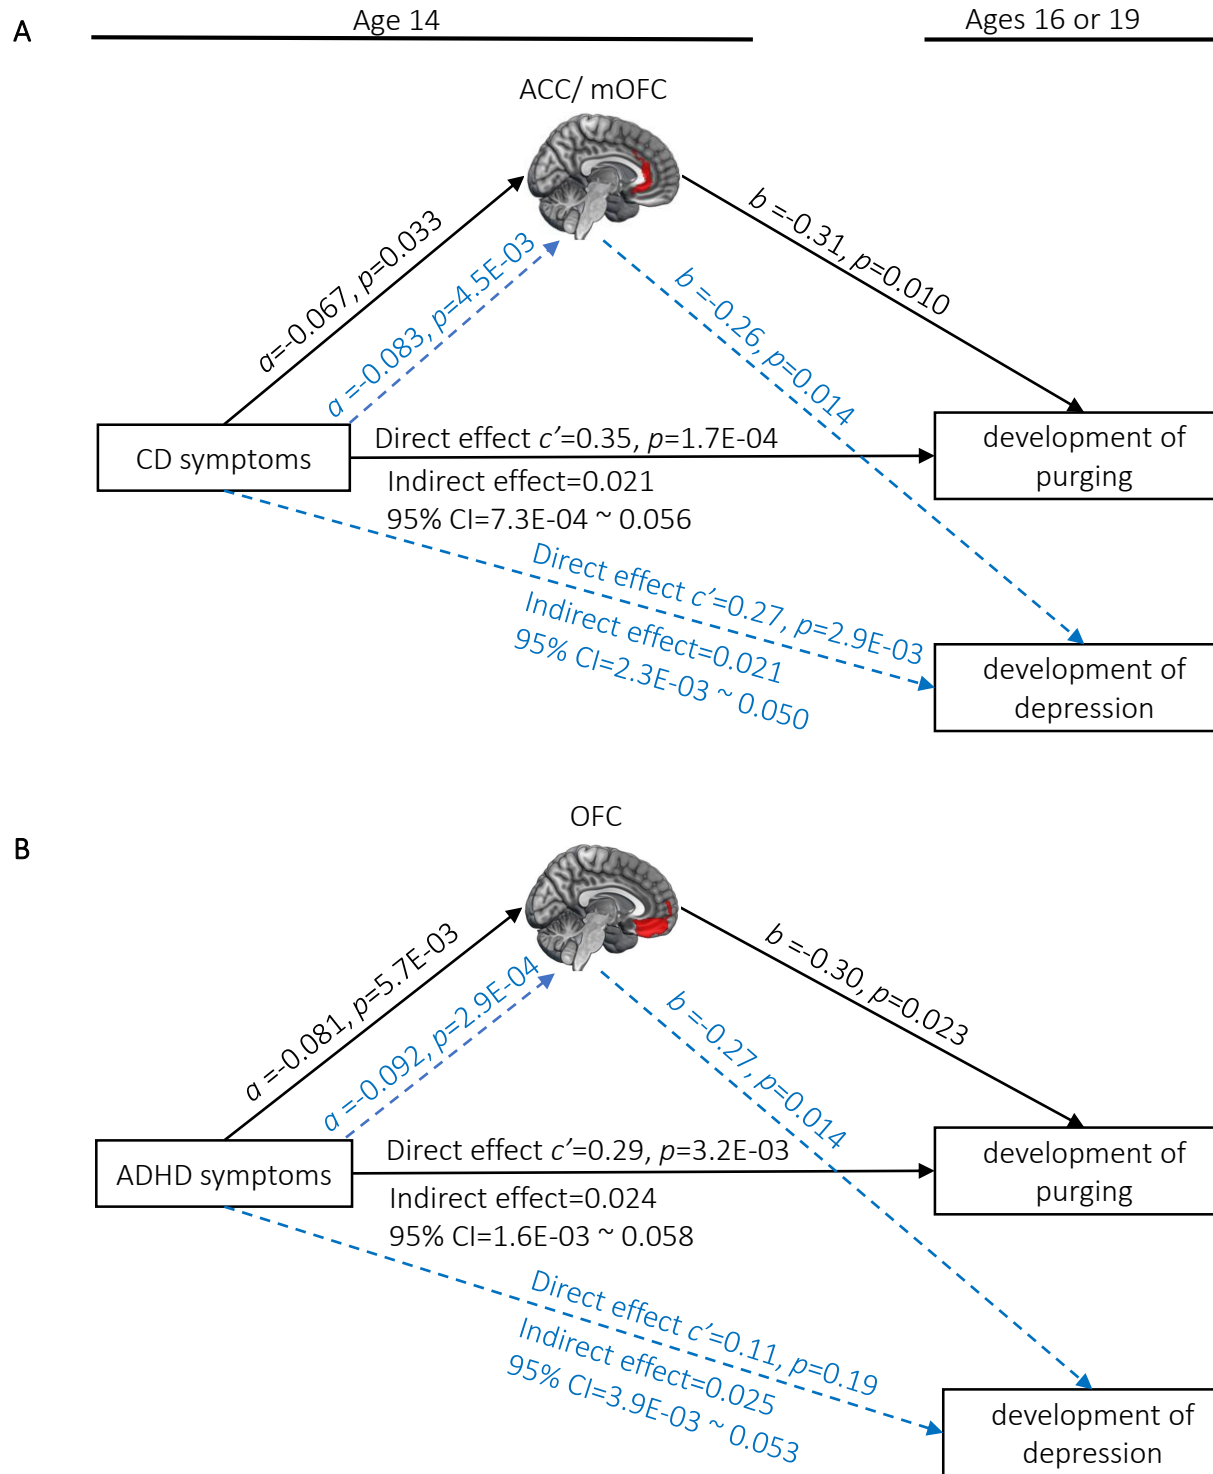 A
Age 14
Ages 16 or 19
ACC/ mOFC
a=-0.067, p=0.033
a =-0.083, p=4.5E-03
b =-0.31, p=0.010
b =-0.26, p=0.014
CD symptoms
Direct effect c’=0.35, p=1.7E-04
Indirect effect=0.021
95% CI=7.3E-04 ~ 0.056
development of
purging
Direct effect c’=0.27, p=2.9E-03
Indirect effect=0.021
95% CI=2.3E-03 ~ 0.050
development of
depression
B
OFC
a =-0.081, p=5.7E-03
a =-0.092, p=2.9E-04
b =-0.30, p=0.023
b =-0.27, p=0.014
ADHD symptoms
Direct effect c’=0.29, p=3.2E-03
Indirect effect=0.024
95% CI=1.6E-03 ~ 0.058
development of
purging
Direct effect c’=0.11, p=0.19
Indirect effect=0.025
95% CI=3.9E-03 ~ 0.053
development of
depression